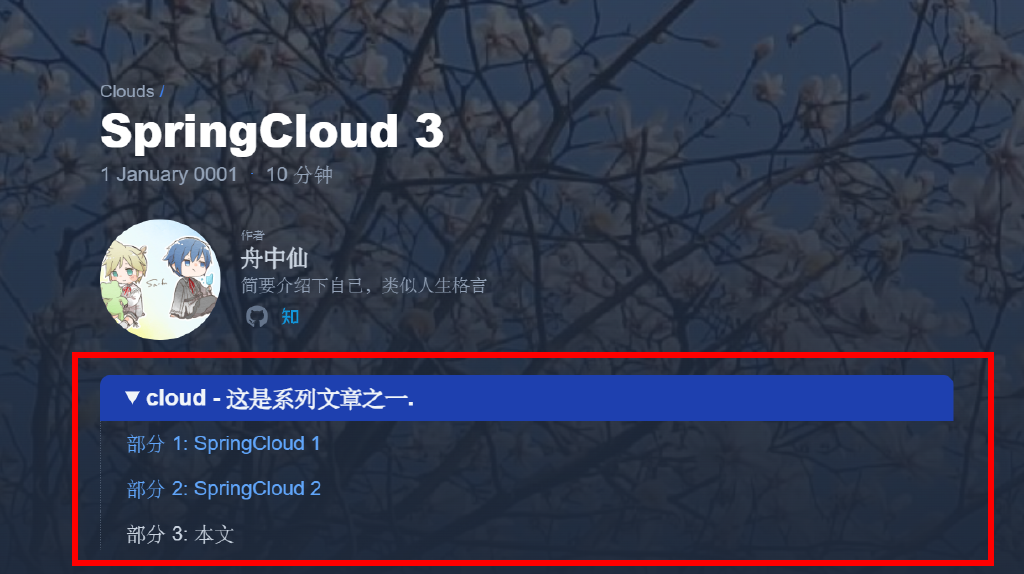 Clouds /
SpringCloud 3
1 January 0001 · 10 分钟
作者
舟中仙
简要介绍下自己，类似人生格言
知
▼ cloud - 这是系列文章之一.
部分 1: SpringCloud 1
部分 2: SpringCloud 2
部分 3: 本文